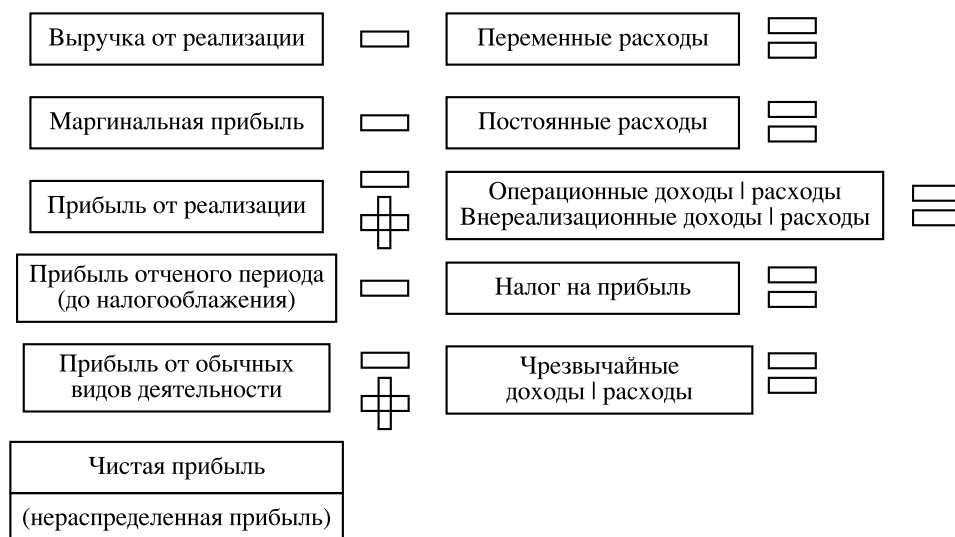 Выручка от реализации
Переменные расходы
Маргинальная прибыль
Постоянные расходы
Прибыль от реализации
Операционные доходы | расходы
Внереализационные доходы | расходы
Прибыль отченого периода
(до налогооблажения)
Налог на прибыль
Прибыль от обычных
видов деятельности
Чрезвычайные
доходы | расходы
Чистая прибыль
(нераспределенная прибыль)